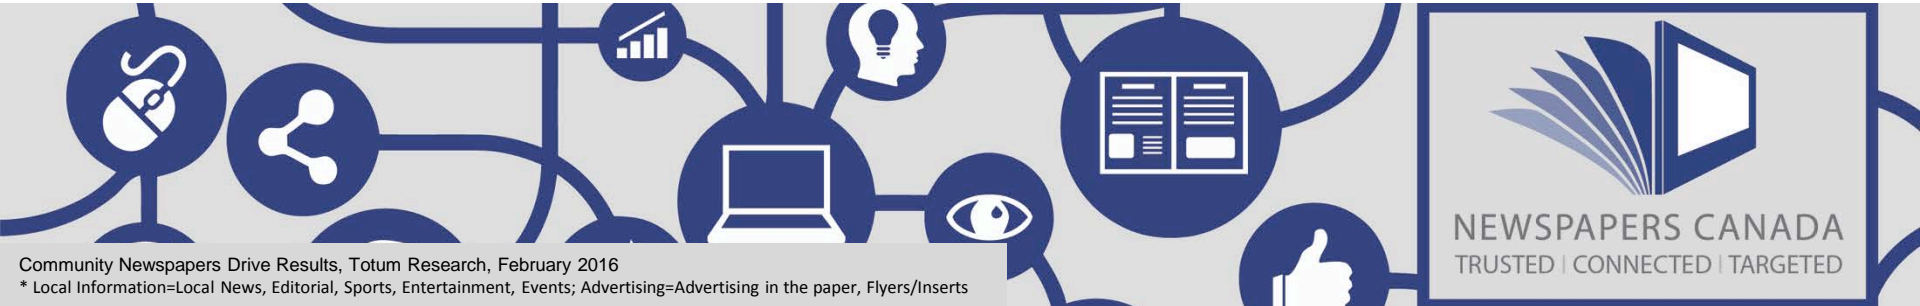 NEWSPAPERS CANADA
TRUSTED | CONNECTED | TARGETED
Community Newspapers Drive Results, Totum Research, February 2016
* Local Information=Local News, Editorial, Sports, Entertainment, Events; Advertising=Advertising in the paper, Flyers/Inserts